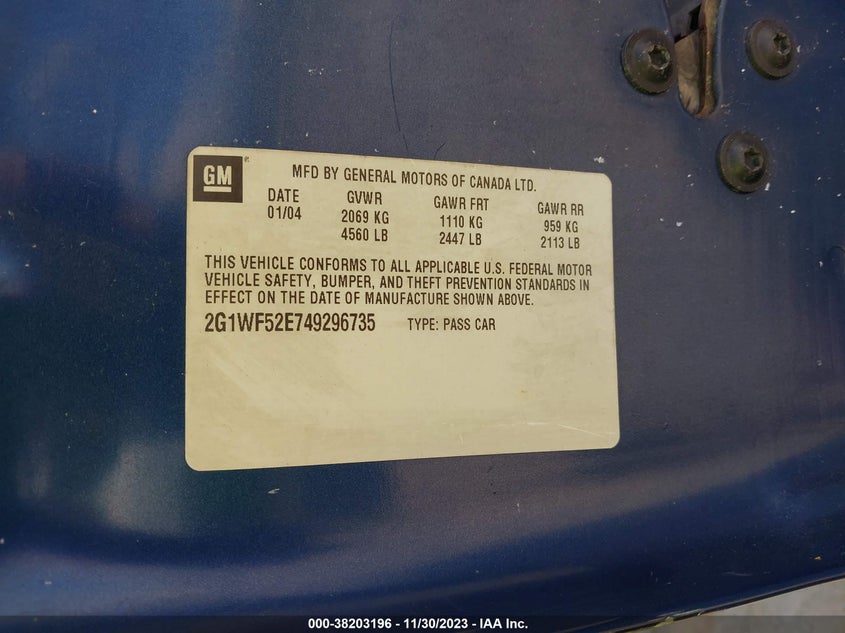 GM
MFD BY GENERAL MOTORS OF CANADA LTD.
DATE GVWR GAWR FRT GAWR RR
01/04 2069 KG 1110 KG 959 KG
4560 LB 2447 LB 2113 LB
THIS VEHICLE CONFORMS TO ALL APPLICABLE U.S. FEDERAL MOTOR
VEHICLE SAFETY, BUMPER, AND THEFT PREVENTION STANDARDS IN
EFFECT ON THE DATE OF MANUFACTURE SHOWN ABOVE.
2G1WF52E749296735 TYPE: PASS CAR
000-38203196 - 11/30/2023 - IAA Inc.